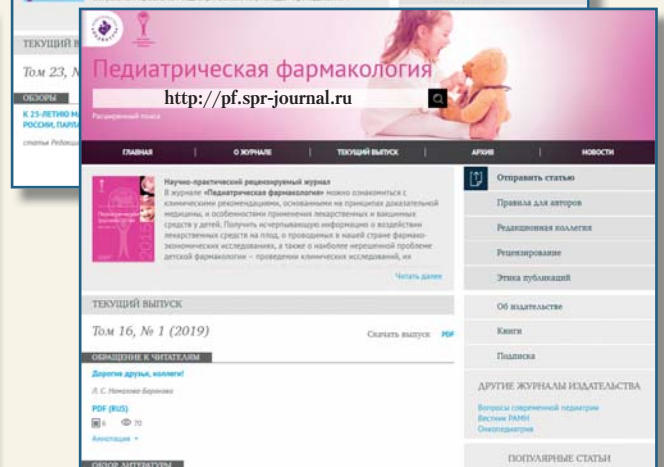 ТЕКУЩИЙ В
Том 23, №
ОБЗОРЫ
К 25-ЛЕТИЮ М
РОССИИ, ПАРЛА
статья Редакци
Педиатрическая фармакология
http://pf.spr-journal.ru
Расширенный поиск
ГЛАВНАЯ
О ЖУРНАЛЕ
ТЕКУЩИЙ ВЫПУСК
АРХИВ
НОВОСТИ
Научно-практический рецензируемый журнал
В журнале «Педиатрическая фармакология» можно ознакомиться с
клиническими рекомендациями, основанными на принципах доказательной
медицины, и особенностями применения лекарственных и вакцинных
средств у детей. Получить исчерпывающую информацию о воздействии
лекарственных средств на плод, о проводимых в нашей стране фармако-
экономических исследованиях, а также о наиболее нерешенной проблеме
детской фармакологии – проведении клинических исследований, их
Читать далее
ТЕКУЩИЙ ВЫПУСК
Том 16, № 1 (2019)
Скачать выпуск PDF
ОБРАЩЕНИЕ К ЧИТАТЕЛЯМ
Дорогие друзья, коллеги!
Л. С. Намазова-Баранова
PDF (RUS)
6 70
Аннотация
ОБЗОР ЛИТЕРАТУРЫ
Отправить статью
Правила для авторов
Редакционная коллегия
Рецензирование
Этика публикаций
Об издательстве
Книги
Подписка
ДРУГИЕ ЖУРНАЛЫ ИЗДАТЕЛЬСТВА
Вопросы современной педиатрии
Вестник РАМН
Онкопедиатрия
ПОПУЛЯРНЫЕ СТАТЬИ